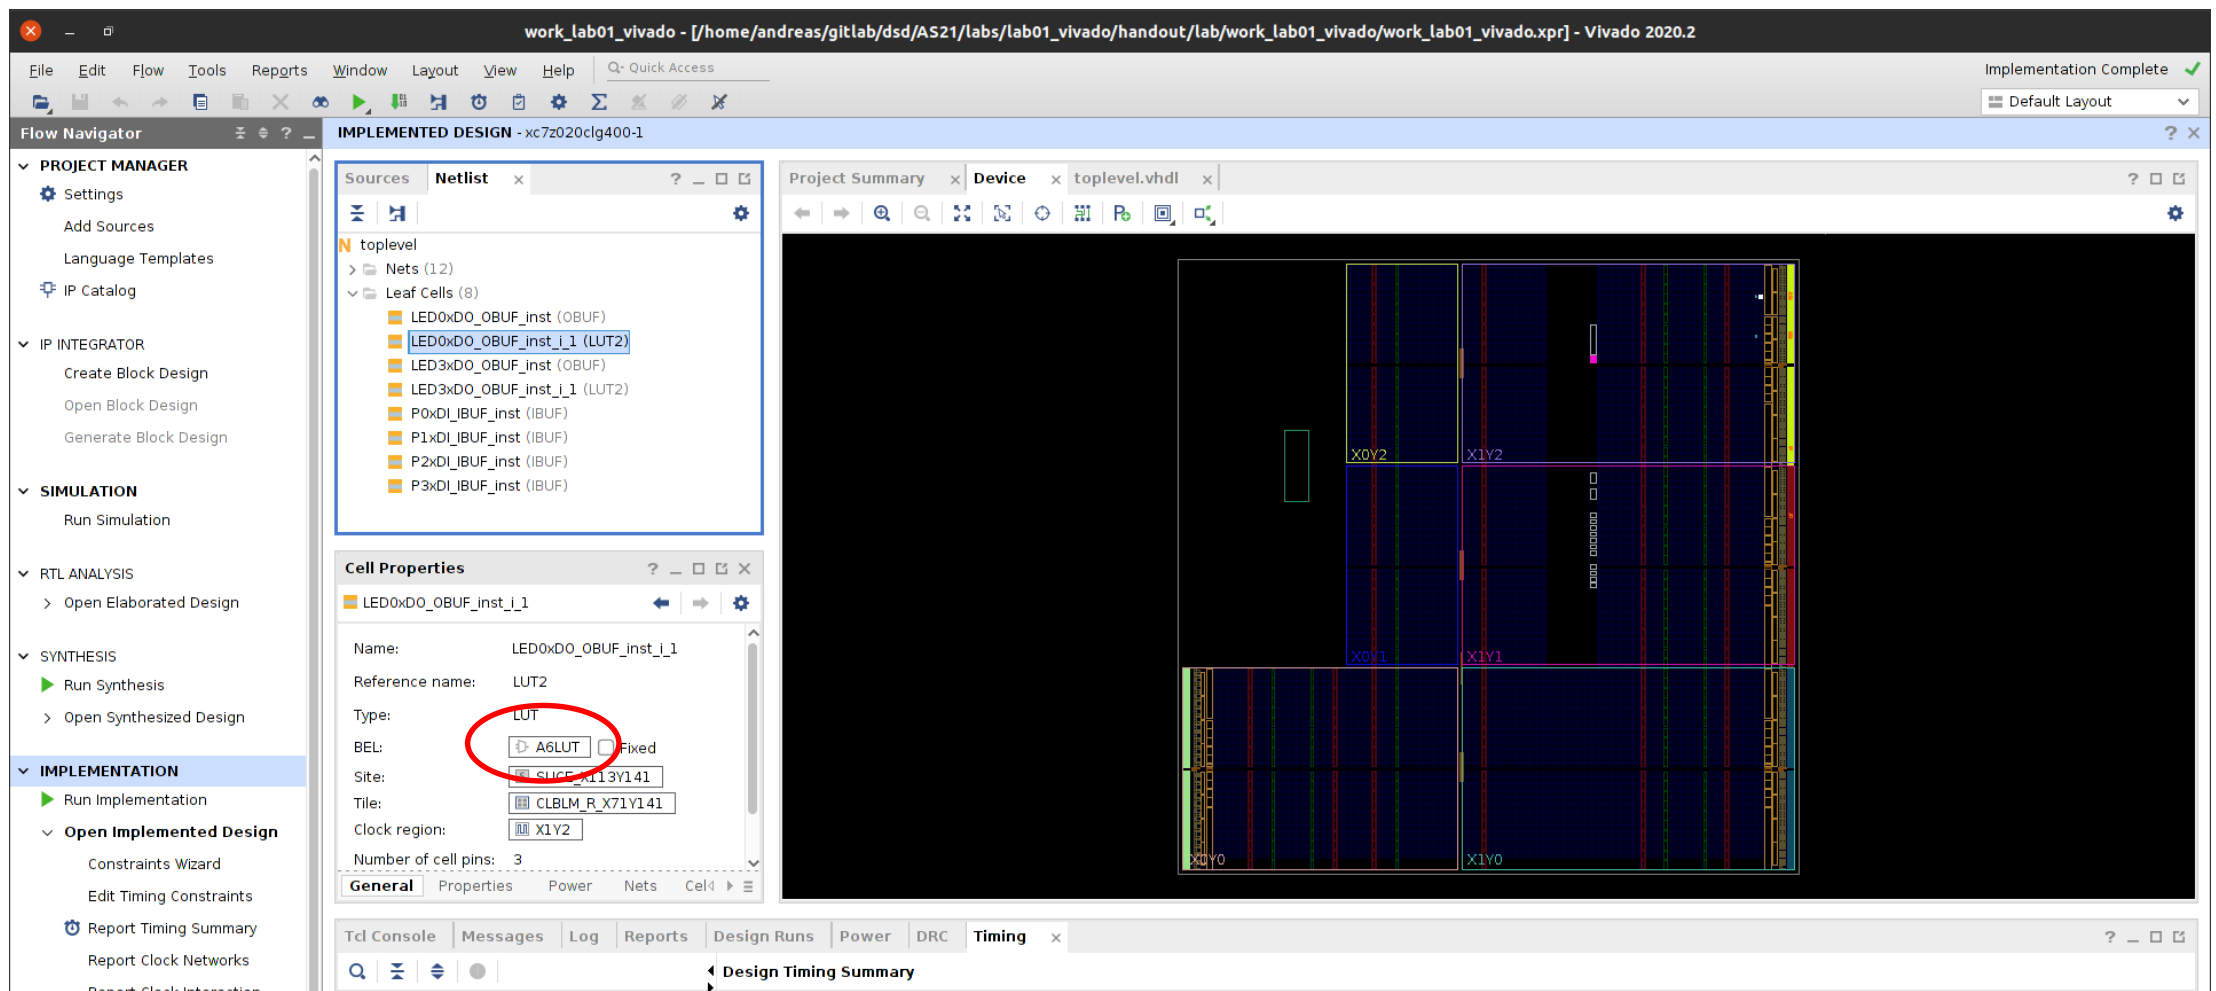 work_lab01_vivado - [/home/andreas/gitlab/dsd/AS21/labs/lab01_vivado/handout/lab/work_lab01_vivado/work_lab01_vivado.xpr] - Vivado 2020.2
File Edit Flow Tools Reports Window Layout View Help Quick Access
Implementation Complete
Default Layout
Flow Navigator
IMPLEMENTED DESIGN - xc7z020clg400-1
PROJECT MANAGER
Settings
Add Sources
Language Templates
IP Catalog
IP INTEGRATOR
Create Block Design
Open Block Design
Generate Block Design
SIMULATION
Run Simulation
RTL ANALYSIS
Open Elaborated Design
SYNTHESIS
Run Synthesis
Open Synthesized Design
IMPLEMENTATION
Run Implementation
Open Implemented Design
Constraints Wizard
Edit Timing Constraints
Report Timing Summary
Report Clock Networks
Report Clock Interaction
Sources Netlist
N toplevel
Nets (12)
Leaf Cells (8)
LED0xDO_OBUF_inst (OBUF)
LED0xDO_OBUF_inst_i_1 (LUT2)
LED3xDO_OBUF_inst (OBUF)
LED3xDO_OBUF_inst_i_1 (LUT2)
P0xDI_IBUF_inst (IBUF)
P1xDI_IBUF_inst (IBUF)
P2xDI_IBUF_inst (IBUF)
P3xDI_IBUF_inst (IBUF)
Cell Properties
LED0xDO_OBUF_inst_i_1
Name: LED0xDO_OBUF_inst_i_1
Reference name: LUT2
Type: LUT
BEL: A6LUT Fixed
Site: SLICE_X113Y141
Tile: CLBLM_R_X71Y141
Clock region: X1Y2
Number of cell pins: 3
General Properties Power Nets Cel
Project Summary Device toplevel.vhdl
X0Y2 X1Y2
X0Y1 X1Y1
X0Y0 X1Y0
Tcl Console Messages Log Reports Design Runs Power DRC Timing
Design Timing Summary